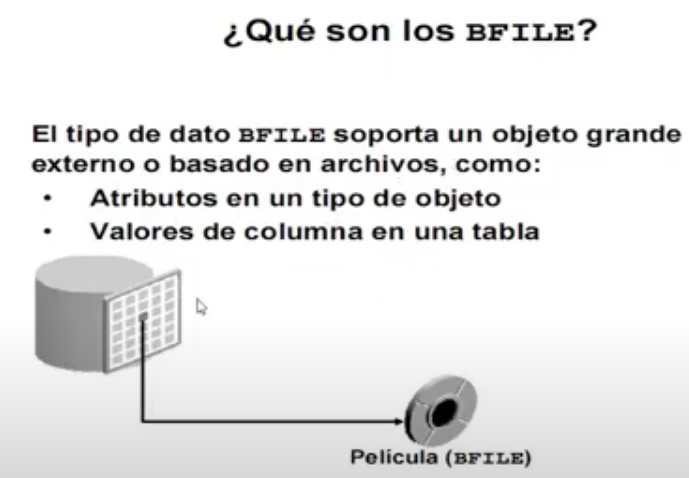 ¿Qué son los BFILE?
El tipo de dato BFILE soporta un objeto grande
externo o basado en archivos, como:
• Atributos en un tipo de objeto
• Valores de columna en una tabla
Película (BFILE)